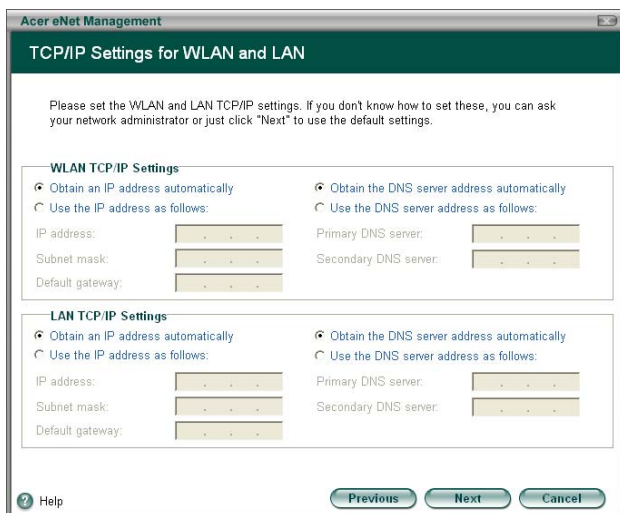 Acer eNet Management
TCP/IP Settings for WLAN and LAN
Please set the WLAN and LAN TCP/IP settings. If you don't know how to set these, you can ask
your network administrator or just click "Next" to use the default settings.
WLAN TCP/IP Settings
Obtain an IP address automatically
Use the IP address as follows:
IP address:
Subnet mask:
Default gateway:
Obtain the DNS server address automatically
Use the DNS server address as follows:
Primary DNS server:
Secondary DNS server:
LAN TCP/IP Settings
Obtain an IP address automatically
Use the IP address as follows:
IP address:
Subnet mask:
Default gateway:
Obtain the DNS server address automatically
Use the DNS server address as follows:
Primary DNS server:
Secondary DNS server:
Help
Previous
Next
Cancel